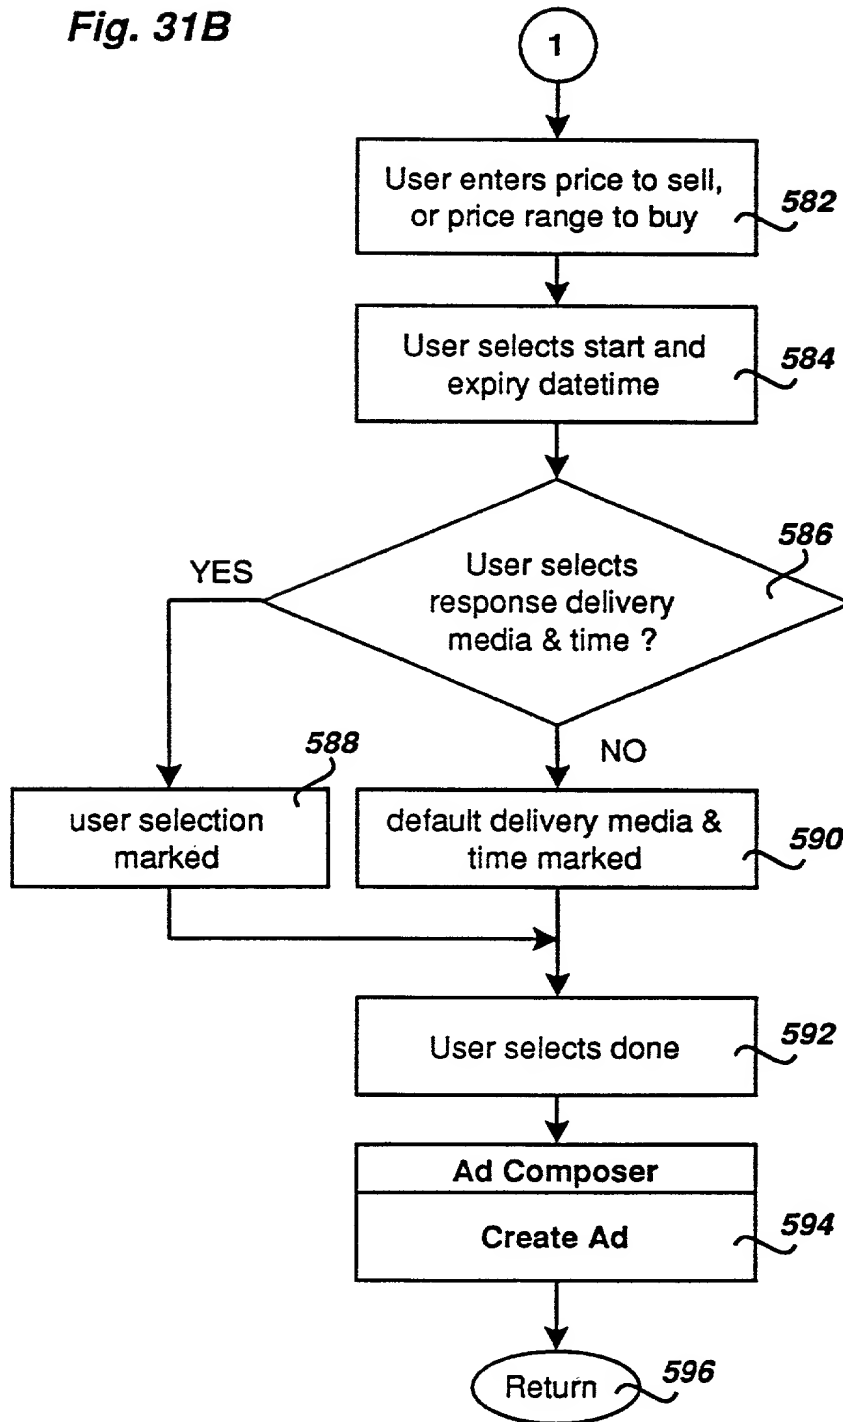 Fig. 31B
1
User enters price to sell,
or price range to buy
582
User selects start and
expiry datetime
584
586
User selects
response delivery
media & time ?
YES
NO
588
user selection
marked
default delivery media &
time marked
590
User selects done
592
Ad Composer
Create Ad
594
Return
596